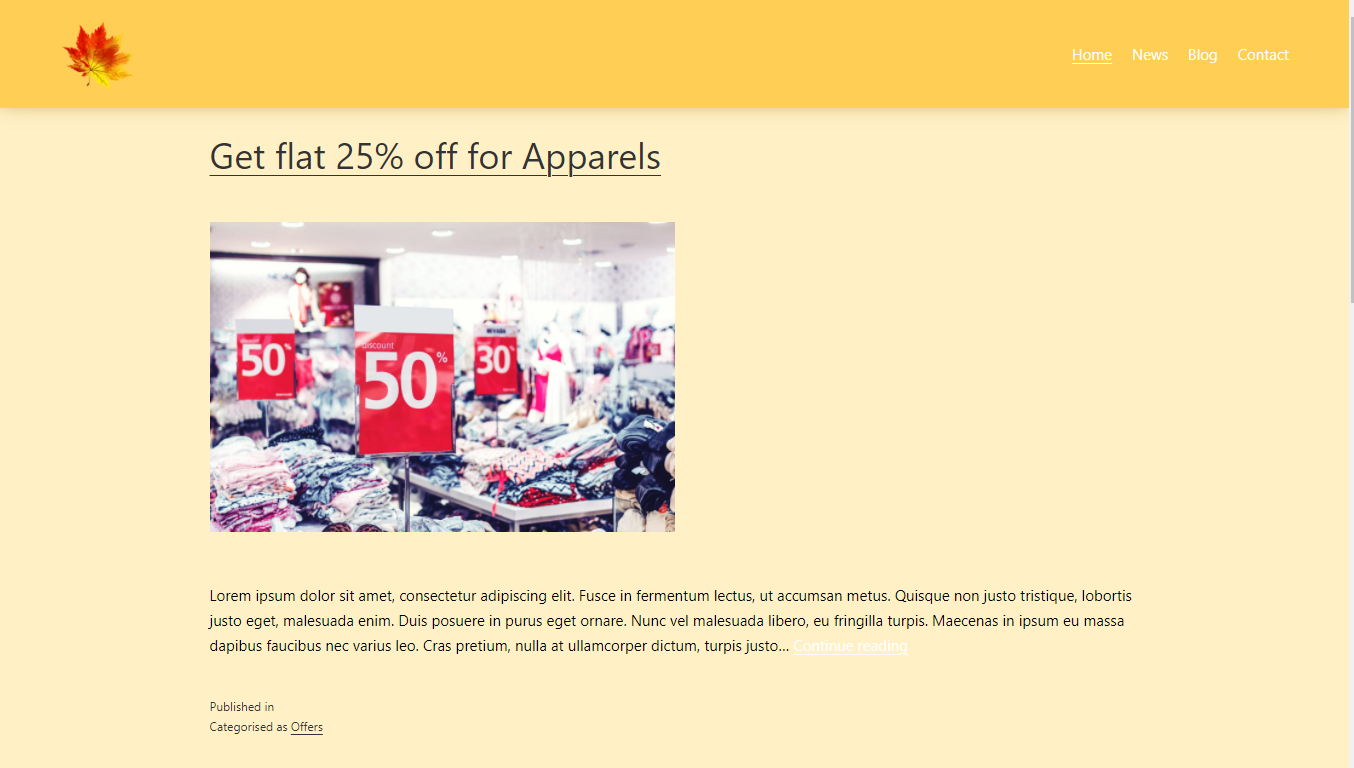 Home News Blog Contact
Get flat 25% off for Apparels
50%
discount
50%
30%
Lorem ipsum dolor sit amet, consectetur adipiscing elit. Fusce in fermentum lectus, ut accumsan metus. Quisque non justo tristique, lobortis
justo eget, malesuada enim. Duis posuere in purus eget ornare. Nunc vel malesuada libero, eu fringilla turpis. Maecenas in ipsum eu massa
dapibus faucibus nec varius leo. Cras pretium, nulla at ullamcorper dictum, turpis justo… Continue reading
Published in
Categorised as Offers